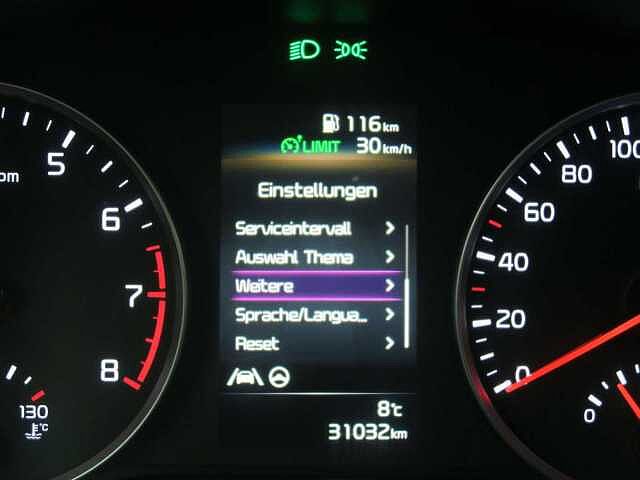 116km
LIMIT 30km/h
Einstellungen
Serviceintervall
Auswahl Thema
Weitere
Sprache/Langua...
Reset
8°C
31032km
5
6
7
8
130
°C
100
80
60
40
20
0
0